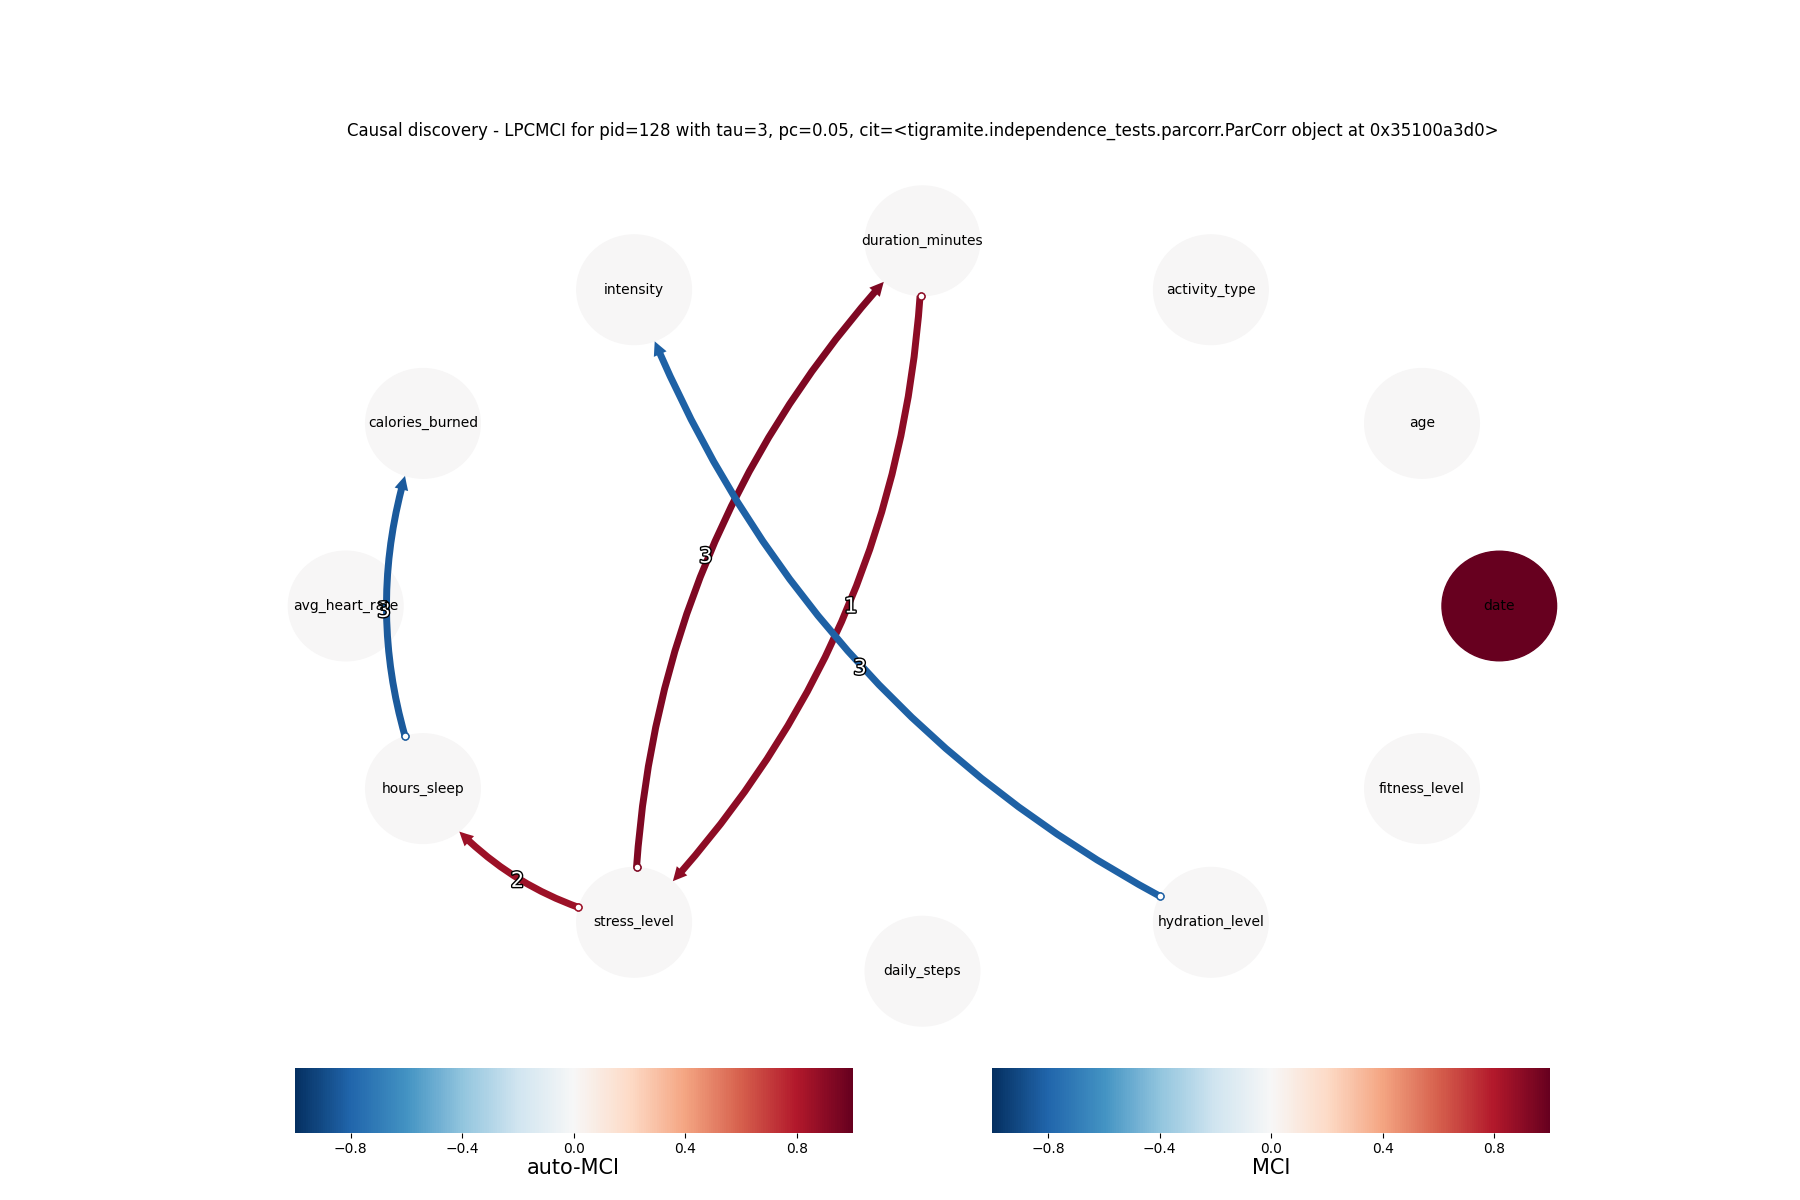 Causal discovery - LPCMCI for pid=128 with tau=3, pc=0.05, cit=<tigramite.independence_tests.parcorr.ParCorr object at 0x35100a3d0>
duration_minutes
intensity
activity_type
calories_burned
age
3
avg_heart_rate
3
1
date
3
hours_sleep
fitness_level
2
stress_level
hydration_level
daily_steps
−0.8 −0.4 0.0 0.4 0.8
auto-MCI
−0.8 −0.4 0.0 0.4 0.8
MCI